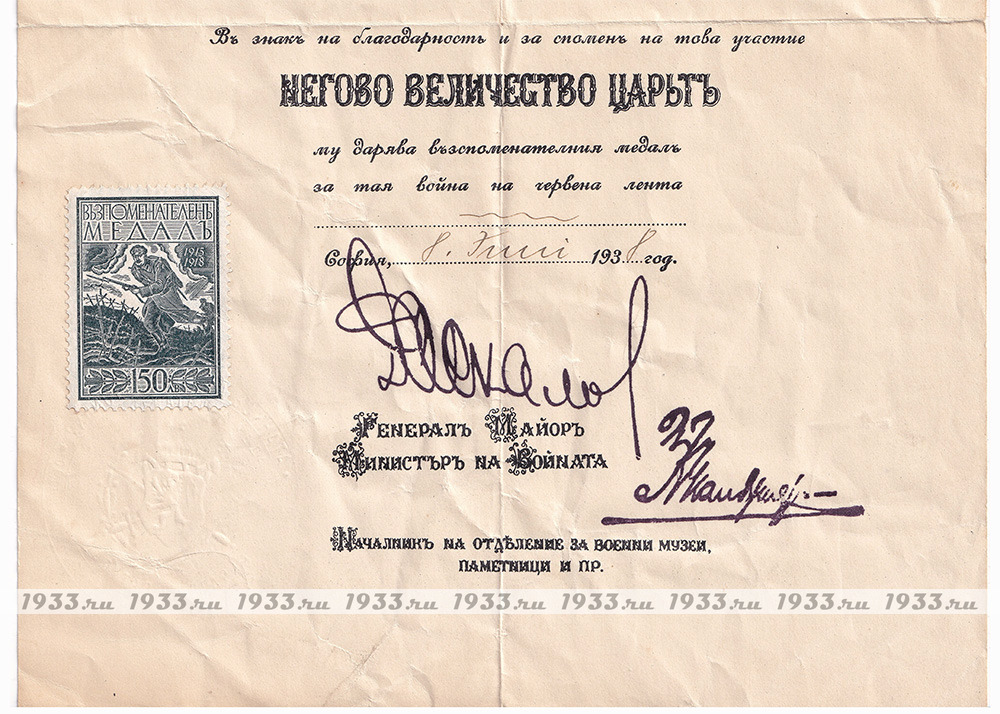 Въ знакъ на благодарность и за споменъ на това участие
НЕГОВО ВЕЛИЧЕСТВО ЦАРЬТЪ
му дарява възспоменателния медалъ
за тая война на червена лента
ВЪЗПОМЕНАТЕЛЕНЪ
МЕДАЛЪ
1915
1918
150 ЛВ.
София, 8. Юний 1938 год.
Генералъ Майоръ
Министъръ на Войната
Началникъ на отдѣление за военни музеи,
паметници и пр.
1933.ru 1933.ru 1933.ru 1933.ru 1933.ru 1933.ru 1933.ru 1933.ru 1933.ru